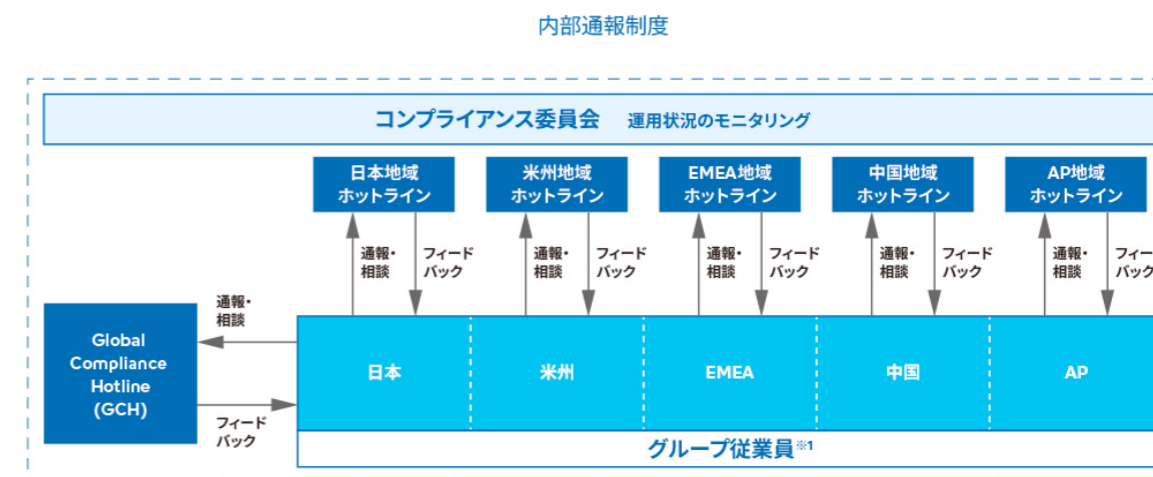 内部通報制度
コンプライアンス委員会 運用状況のモニタリング
日本地域
ホットライン
米州地域
ホットライン
EMEA地域
ホットライン
中国地域
ホットライン
AP地域
ホットライン
通報・
相談
フィード
バック
通報・
相談
フィード
バック
通報・
相談
フィード
バック
通報・
相談
フィード
バック
通報・
相談
フィー
バック
通報・
相談
Global
Compliance
Hotline
(GCH)
フィード
バック
日本
米州
EMEA
中国
AP
グループ従業員※1